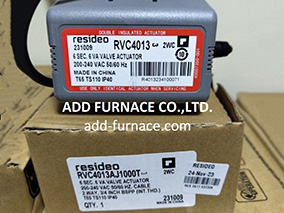 DOUBLE INSULATED ACTUATOR
resideo
231009 RVC4013 2WC
6 SEC. 6 VA VALVE ACTUATOR
200-240 VAC 50/60 Hz
MADE IN CHINA
T65 TS110 IP40
R4013234100071
USE ONLY IDENTICAL ACTUATOR WHEN SERVICING
ADD FURNACE CO.,LTD.
add-furnace.com
resideo
RVC4013AJ1000T
6 SEC. 6 VA VALVE ACTUATOR
200-240 VAC 50/60 HZ. CABLE
2 WAY, 3/4 INCH BSPP (INT.THD.)
T65 TS110 IP40
QTY. 1
231009
2WC
RESIDEO
24-Nov-23